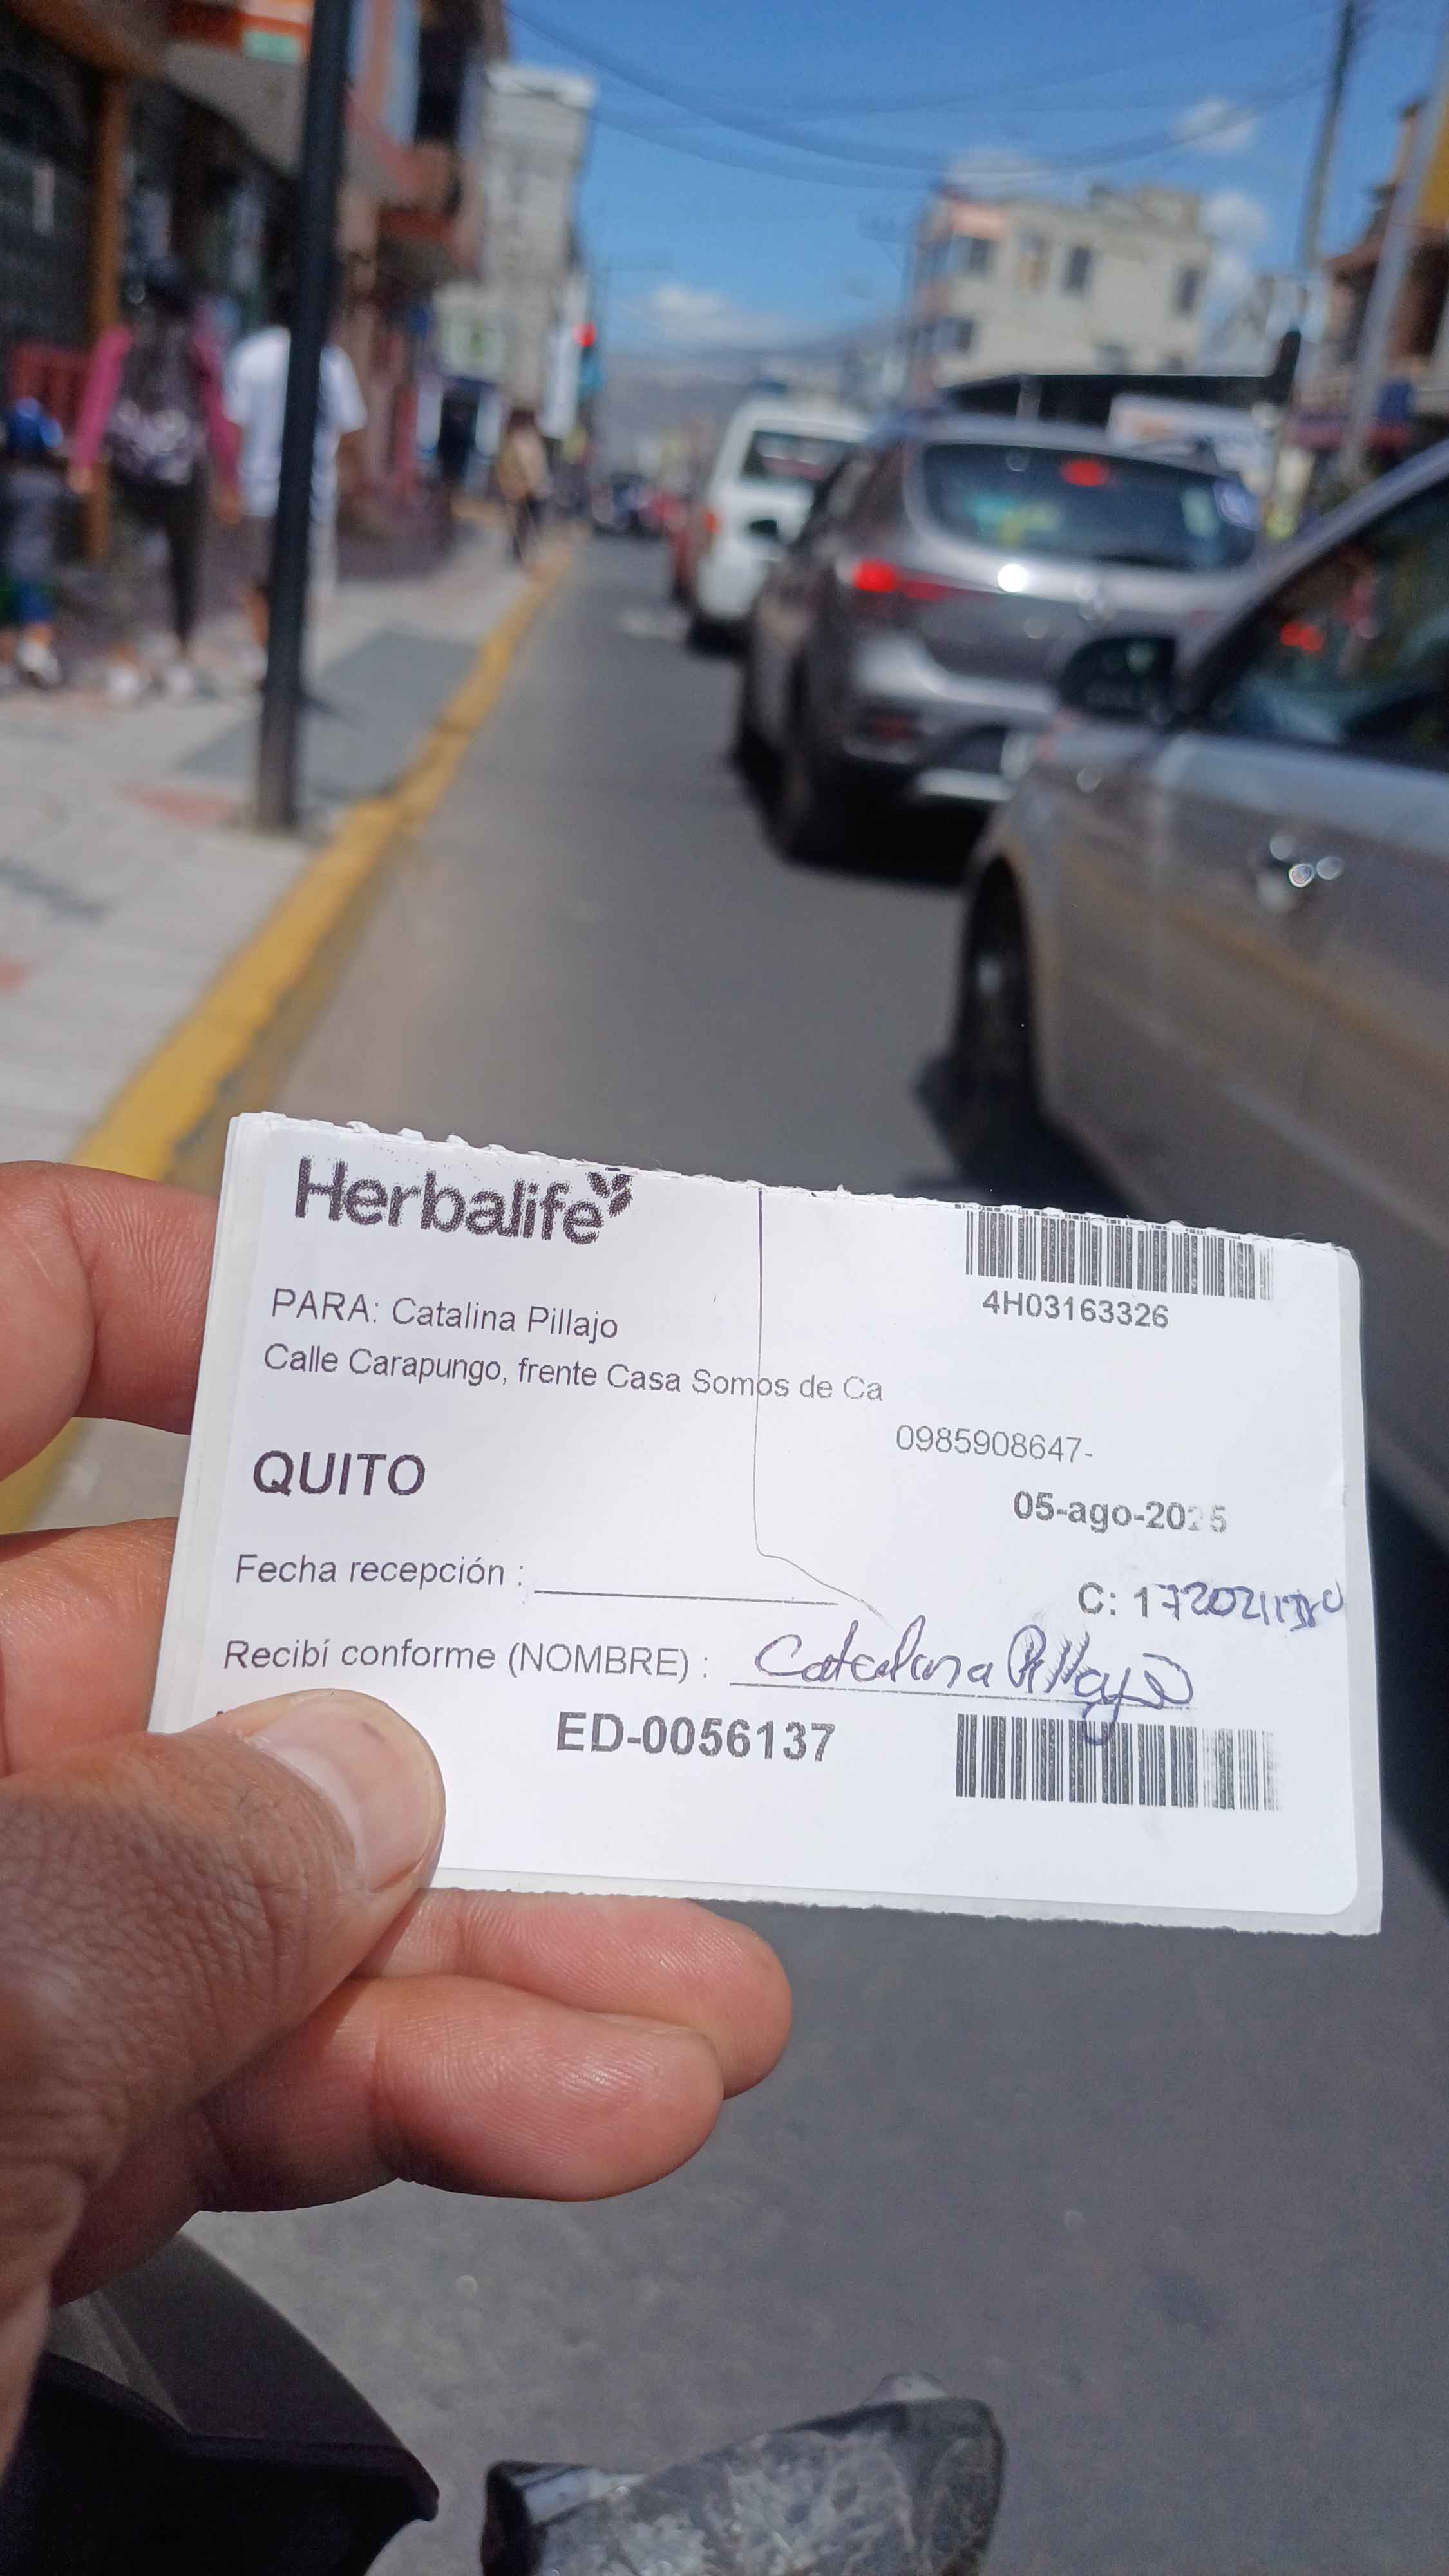 Herbalife
4H03163326
PARA: Catalina Pillajo
Calle Carapungo, frente Casa Somos de Ca
0985908647-
QUITO
05-ago-2025
Fecha recepción :
C: 1
Recibí conforme (NOMBRE) : Catalina Pillajo
ED-0056137